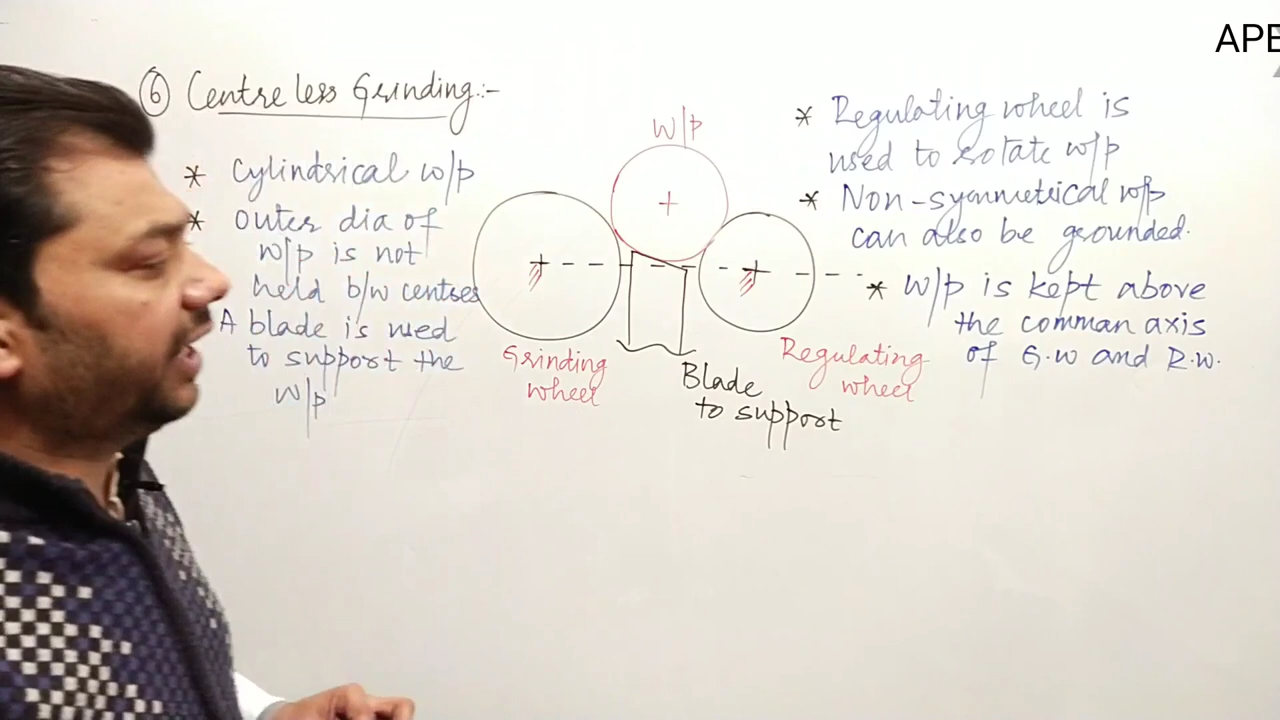 APE
⑥ Centre less Grinding:-
* Cylindrical w/p
* Outer dia of
w/p is not
held b/w centres
A blade is used
to support the
w/p
w/p
Grinding
wheel
Blade
to support
Regulating
wheel
* Regulating wheel is
used to rotate w/p
* Non-symmetrical w/p
can also be grounded.
* w/p is kept above
the comman axis
of G.w and R.w.